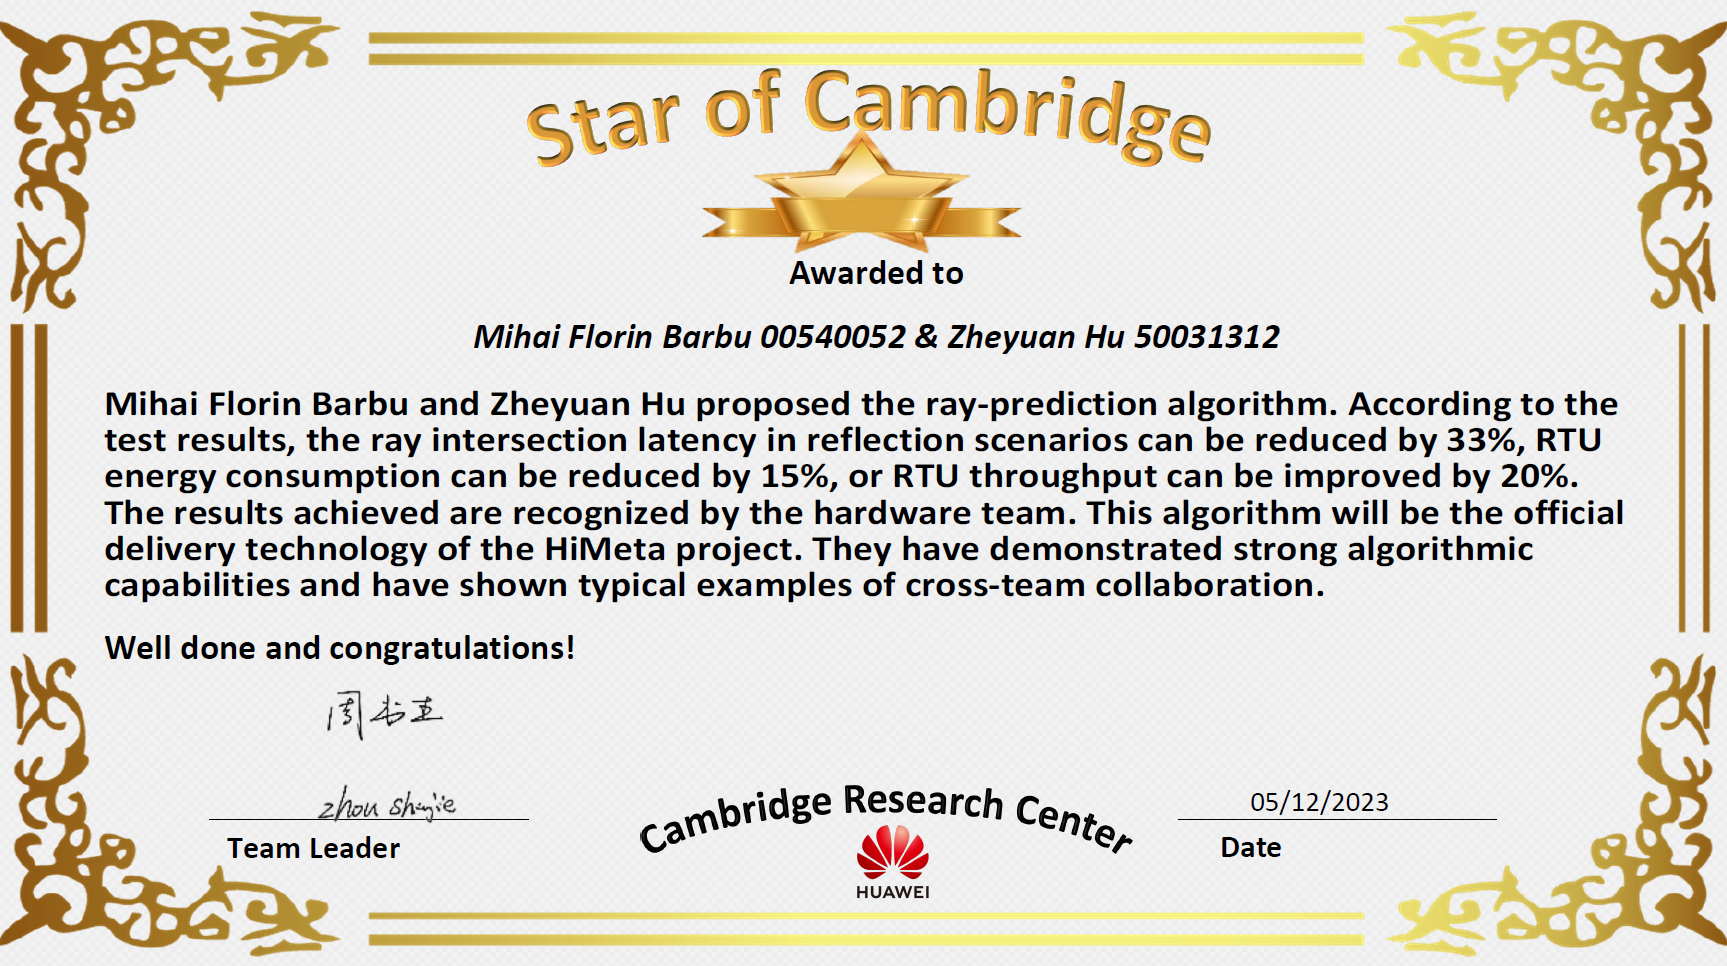 Star of Cambridge
Awarded to
Mihai Florin Barbu 00540052 & Zheyuan Hu 50031312
Mihai Florin Barbu and Zheyuan Hu proposed the ray-prediction algorithm. According to the
test results, the ray intersection latency in reflection scenarios can be reduced by 33%, RTU
energy consumption can be reduced by 15%, or RTU throughput can be improved by 20%.
The results achieved are recognized by the hardware team. This algorithm will be the official
delivery technology of the HiMeta project. They have demonstrated strong algorithmic
capabilities and have shown typical examples of cross-team collaboration.
Well done and congratulations!
周
zhou
Team Leader
Cambridge Research Center
HUAWEI
05/12/2023
Date